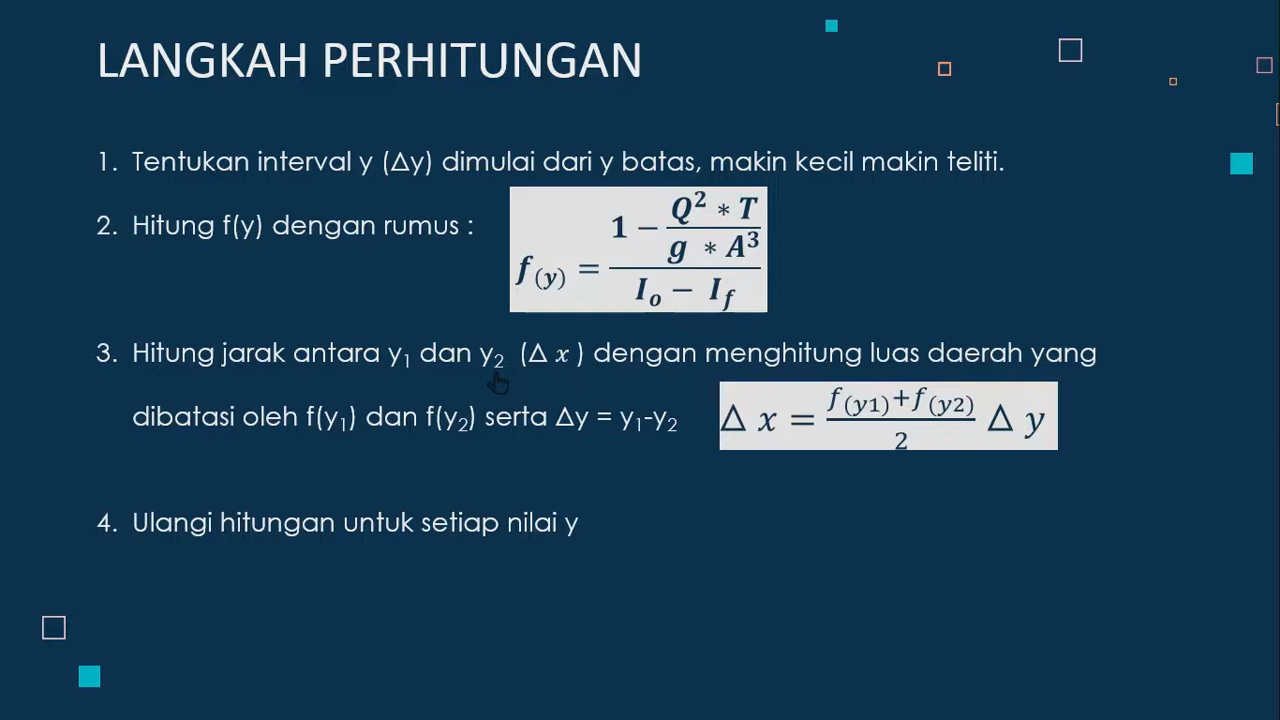 LANGKAH PERHITUNGAN
1. Tentukan interval y (Δy) dimulai dari y batas, makin kecil makin teliti.
2. Hitung f(y) dengan rumus : f₍y₎ = (1 − (Q² * T)/(g * A³))/(Iₒ − I_f)
3. Hitung jarak antara y₁ dan y₂ (Δ x ) dengan menghitung luas daerah yang
dibatasi oleh f(y₁) dan f(y₂) serta Δy = y₁-y₂ Δ x = (f₍y1₎+f₍y2₎)/2 Δ y
4. Ulangi hitungan untuk setiap nilai y